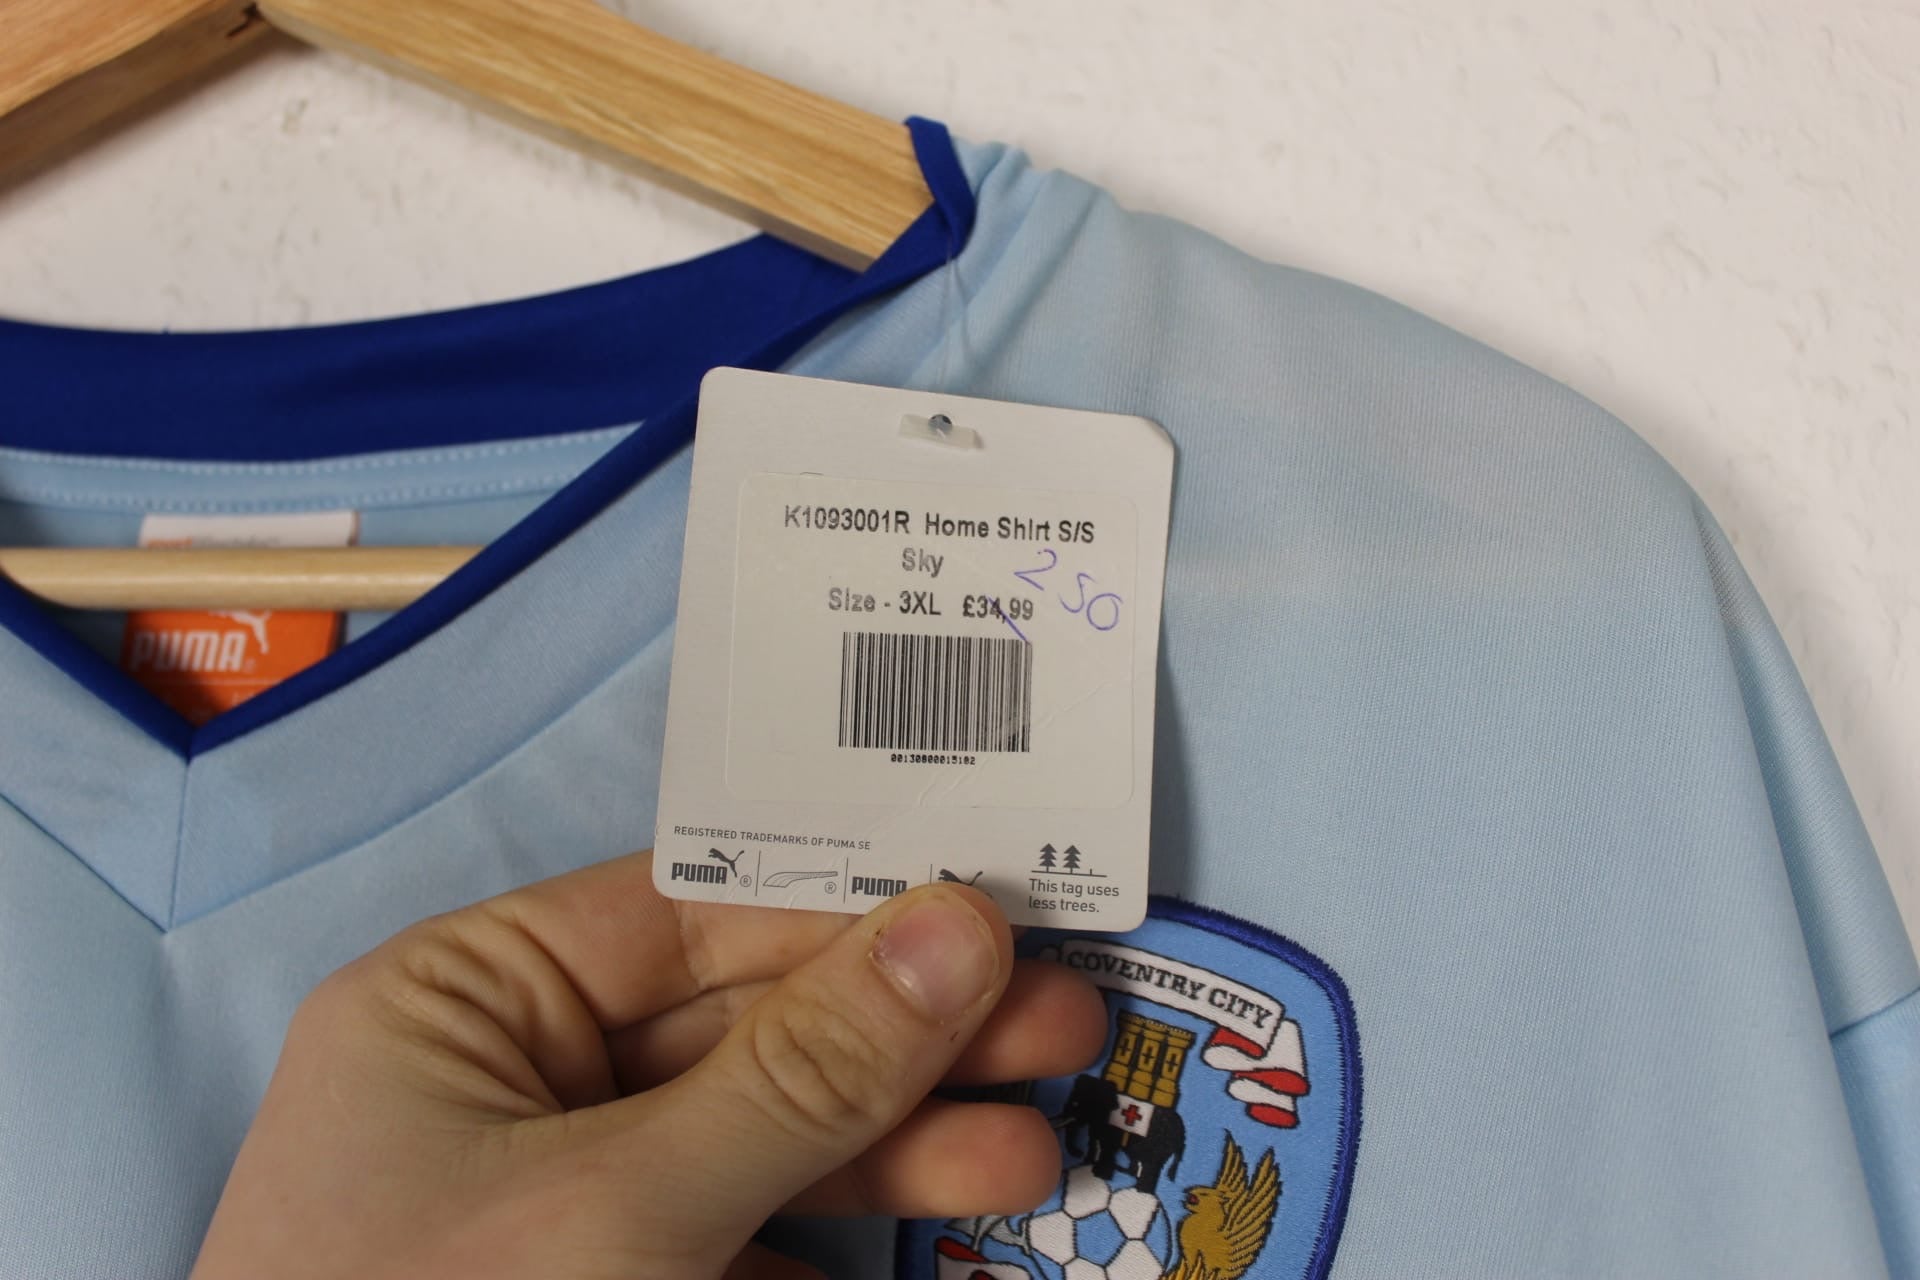 K1093001R Home Shirt S/S
Sky
250
Size - 3XL £34,99
00130800015182
REGISTERED TRADEMARKS OF PUMA SE
PUMA ® ® PUMA
This tag uses
less trees.
PUMA®
COVENTRY CITY